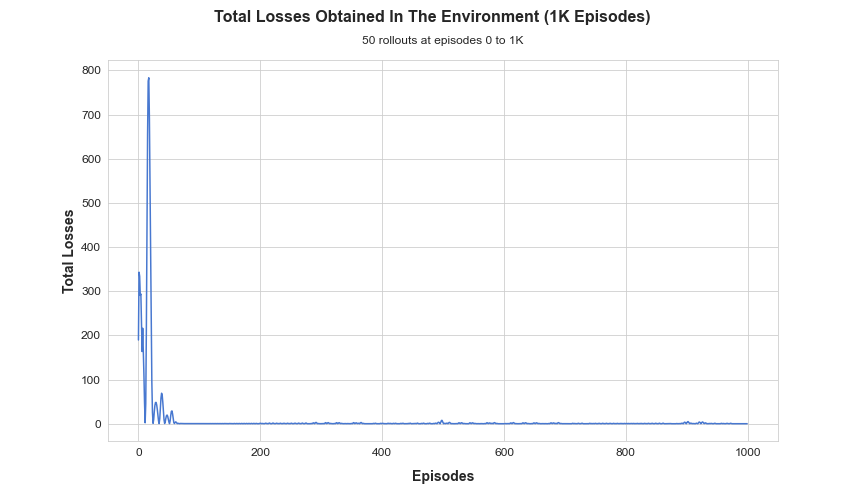 Total Losses Obtained In The Environment (1K Episodes)
50 rollouts at episodes 0 to 1K
800
700
600
500
400
300
200
100
0
Total Losses
0 200 400 600 800 1000
Episodes